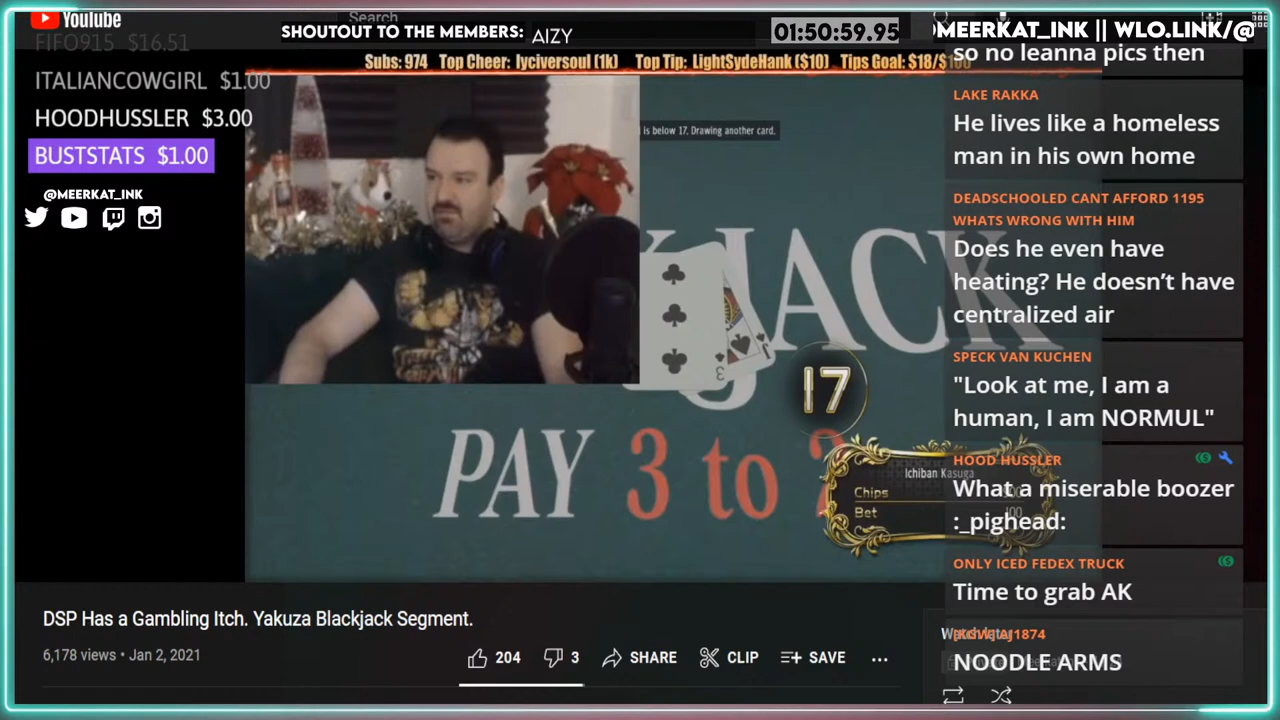 YouTube
Search
SHOUTOUT TO THE MEMBERS: AIZY
01:50:59.95
@MEERKAT_INK || WLO.LINK/@
FIFO915 $16.51
ITALIANCOWGIRL $1.00
HOODHUSSLER $3.00
BUSTSTATS $1.00
@MEERKAT_INK
Subs: 974 Top Cheer: lyciversoul (1k) Top Tip: LightSydeHank ($10) Tips Goal: $18/$
is below 17. Drawing another card.
JACK
3
17
PAY 3 to
Ichiban Kasuga
Chips
Bet 100
so no leanna pics then
LAKE RAKKA
He lives like a homeless
man in his own home
DEADSCHOOLED CANT AFFORD 1195
WHATS WRONG WITH HIM
Does he even have
heating? He doesn't have
centralized air
SPECK VAN KUCHEN
"Look at me, I am a
human, I am NORMUL"
HOOD HUSSLER
What a miserable boozer
:_pighead:
ONLY ICED FEDEX TRUCK
Time to grab AK
NOODLE ARMS
DSP Has a Gambling Itch. Yakuza Blackjack Segment.
6,178 views • Jan 2, 2021
204
3
SHARE
CLIP
SAVE